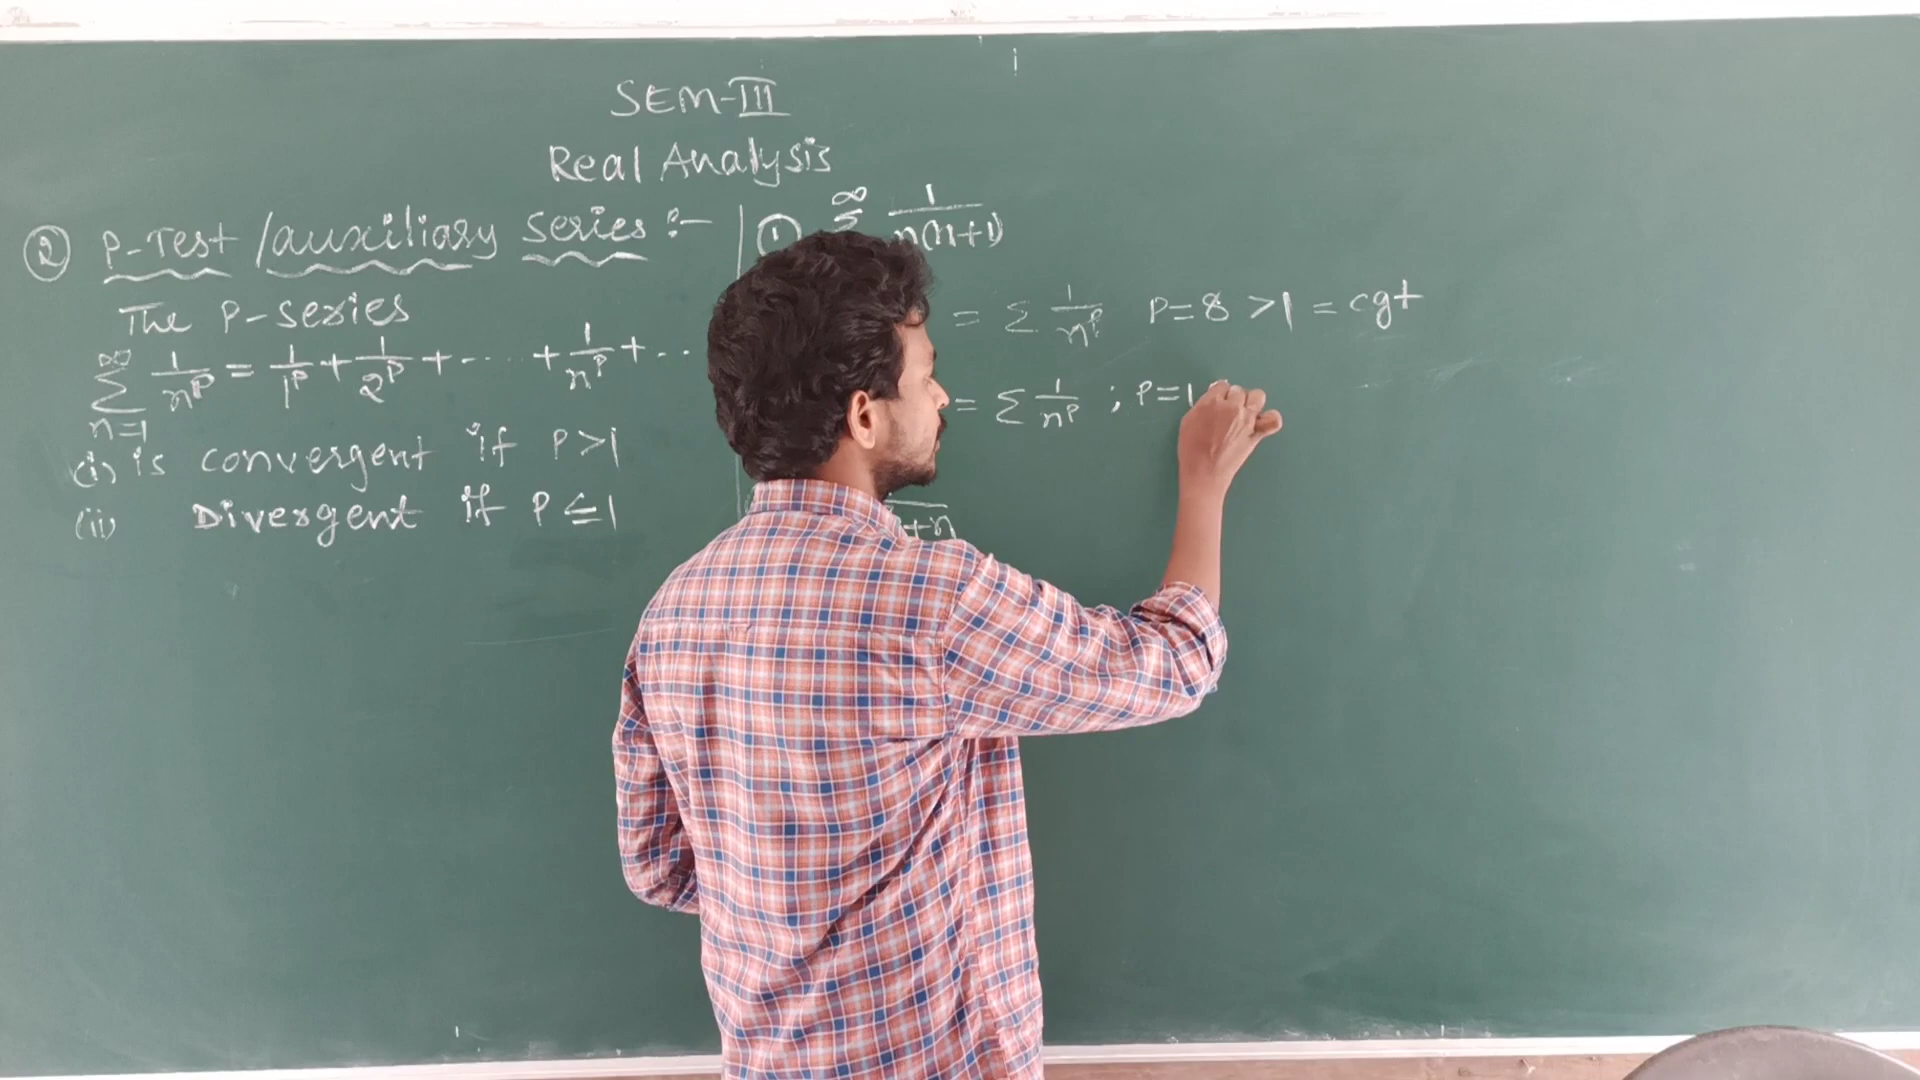 SEM-III
Real Analysis
② P-Test / auxiliary series :-
The P-series
∞ ∑ n=1 1/n^p = 1/1^p + 1/2^p + - - - - + 1/n^p + - -
(i) is convergent if P>1
(ii) Divergent if P ≤ 1
① ∞ ∑ 1/n(n+1)
= ∑ 1/n^p P=8 >1 = cgt
= ∑ 1/n^p ; P=1
+n